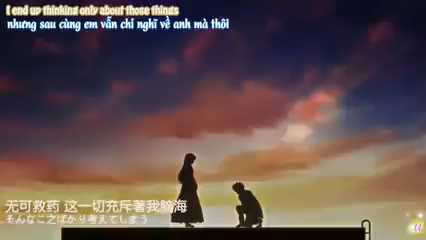 I end up thinking only about those things
nhưng sau cùng em vẫn chỉ nghĩ về anh mà thôi
无可救药 这一切充斥著我脑海
そんなことばかり考えてしまう